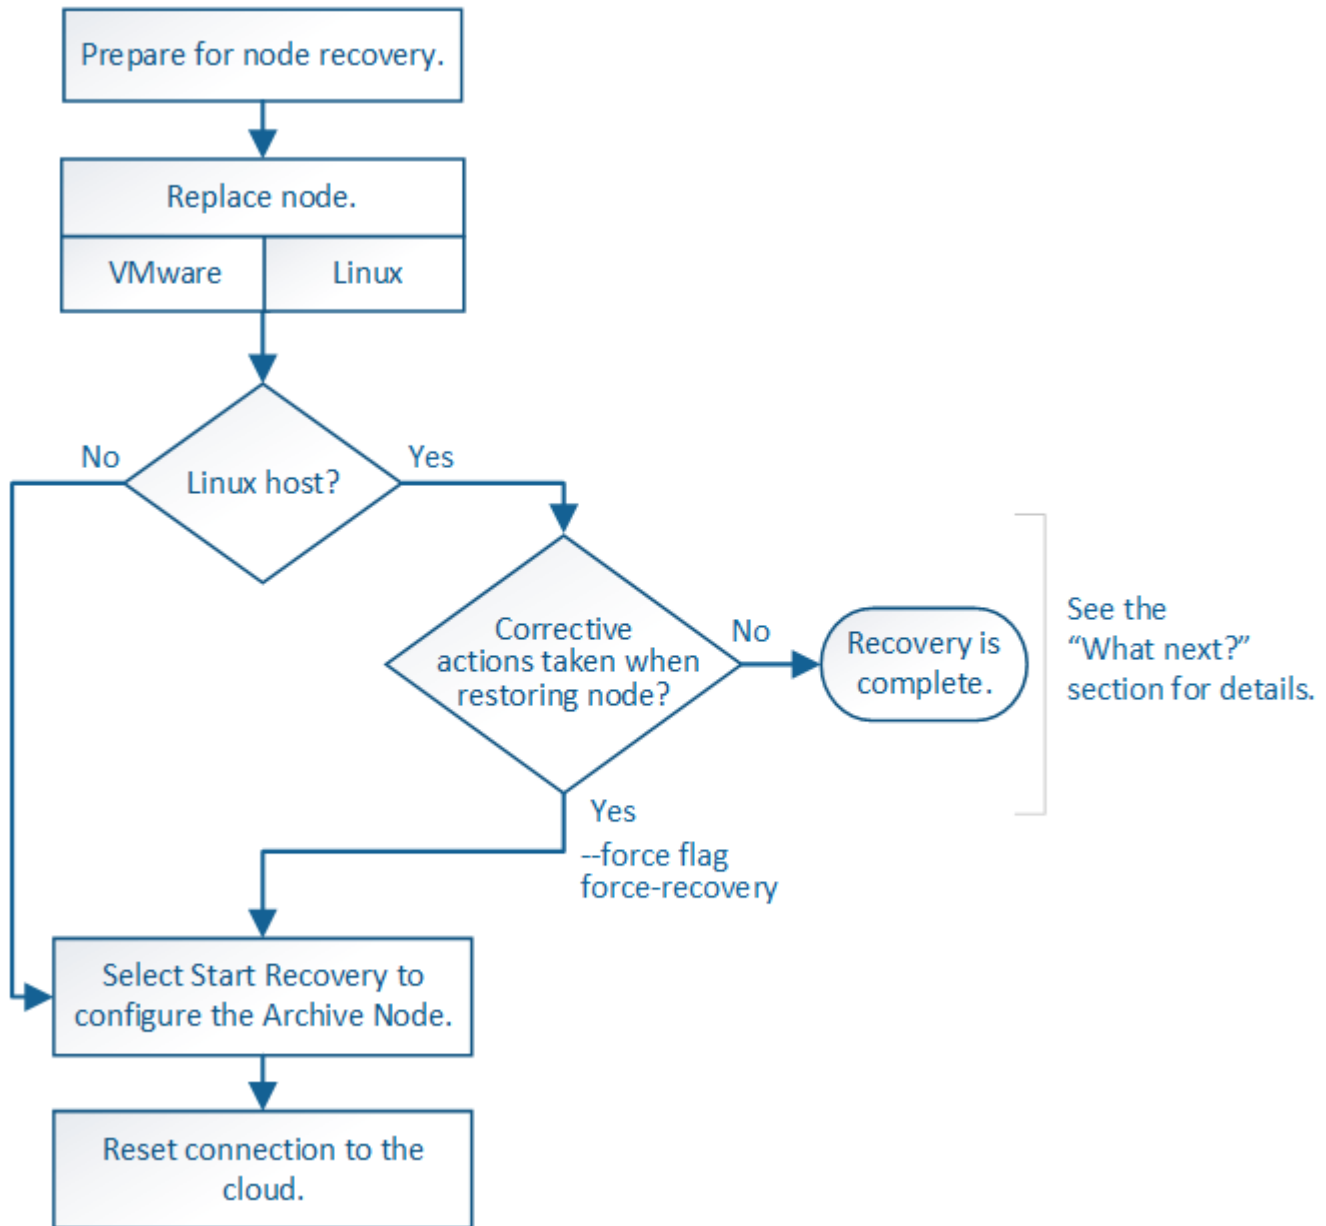 Prepare for node recovery.
Replace node.
VMware
Linux
No
Yes
Linux host?
Corrective
actions taken when
restoring node?
No
Recovery is
complete.
See the
“What next?”
section for details.
Yes
--force flag
force-recovery
Select Start Recovery to
configure the Archive Node.
Reset connection to the
cloud.